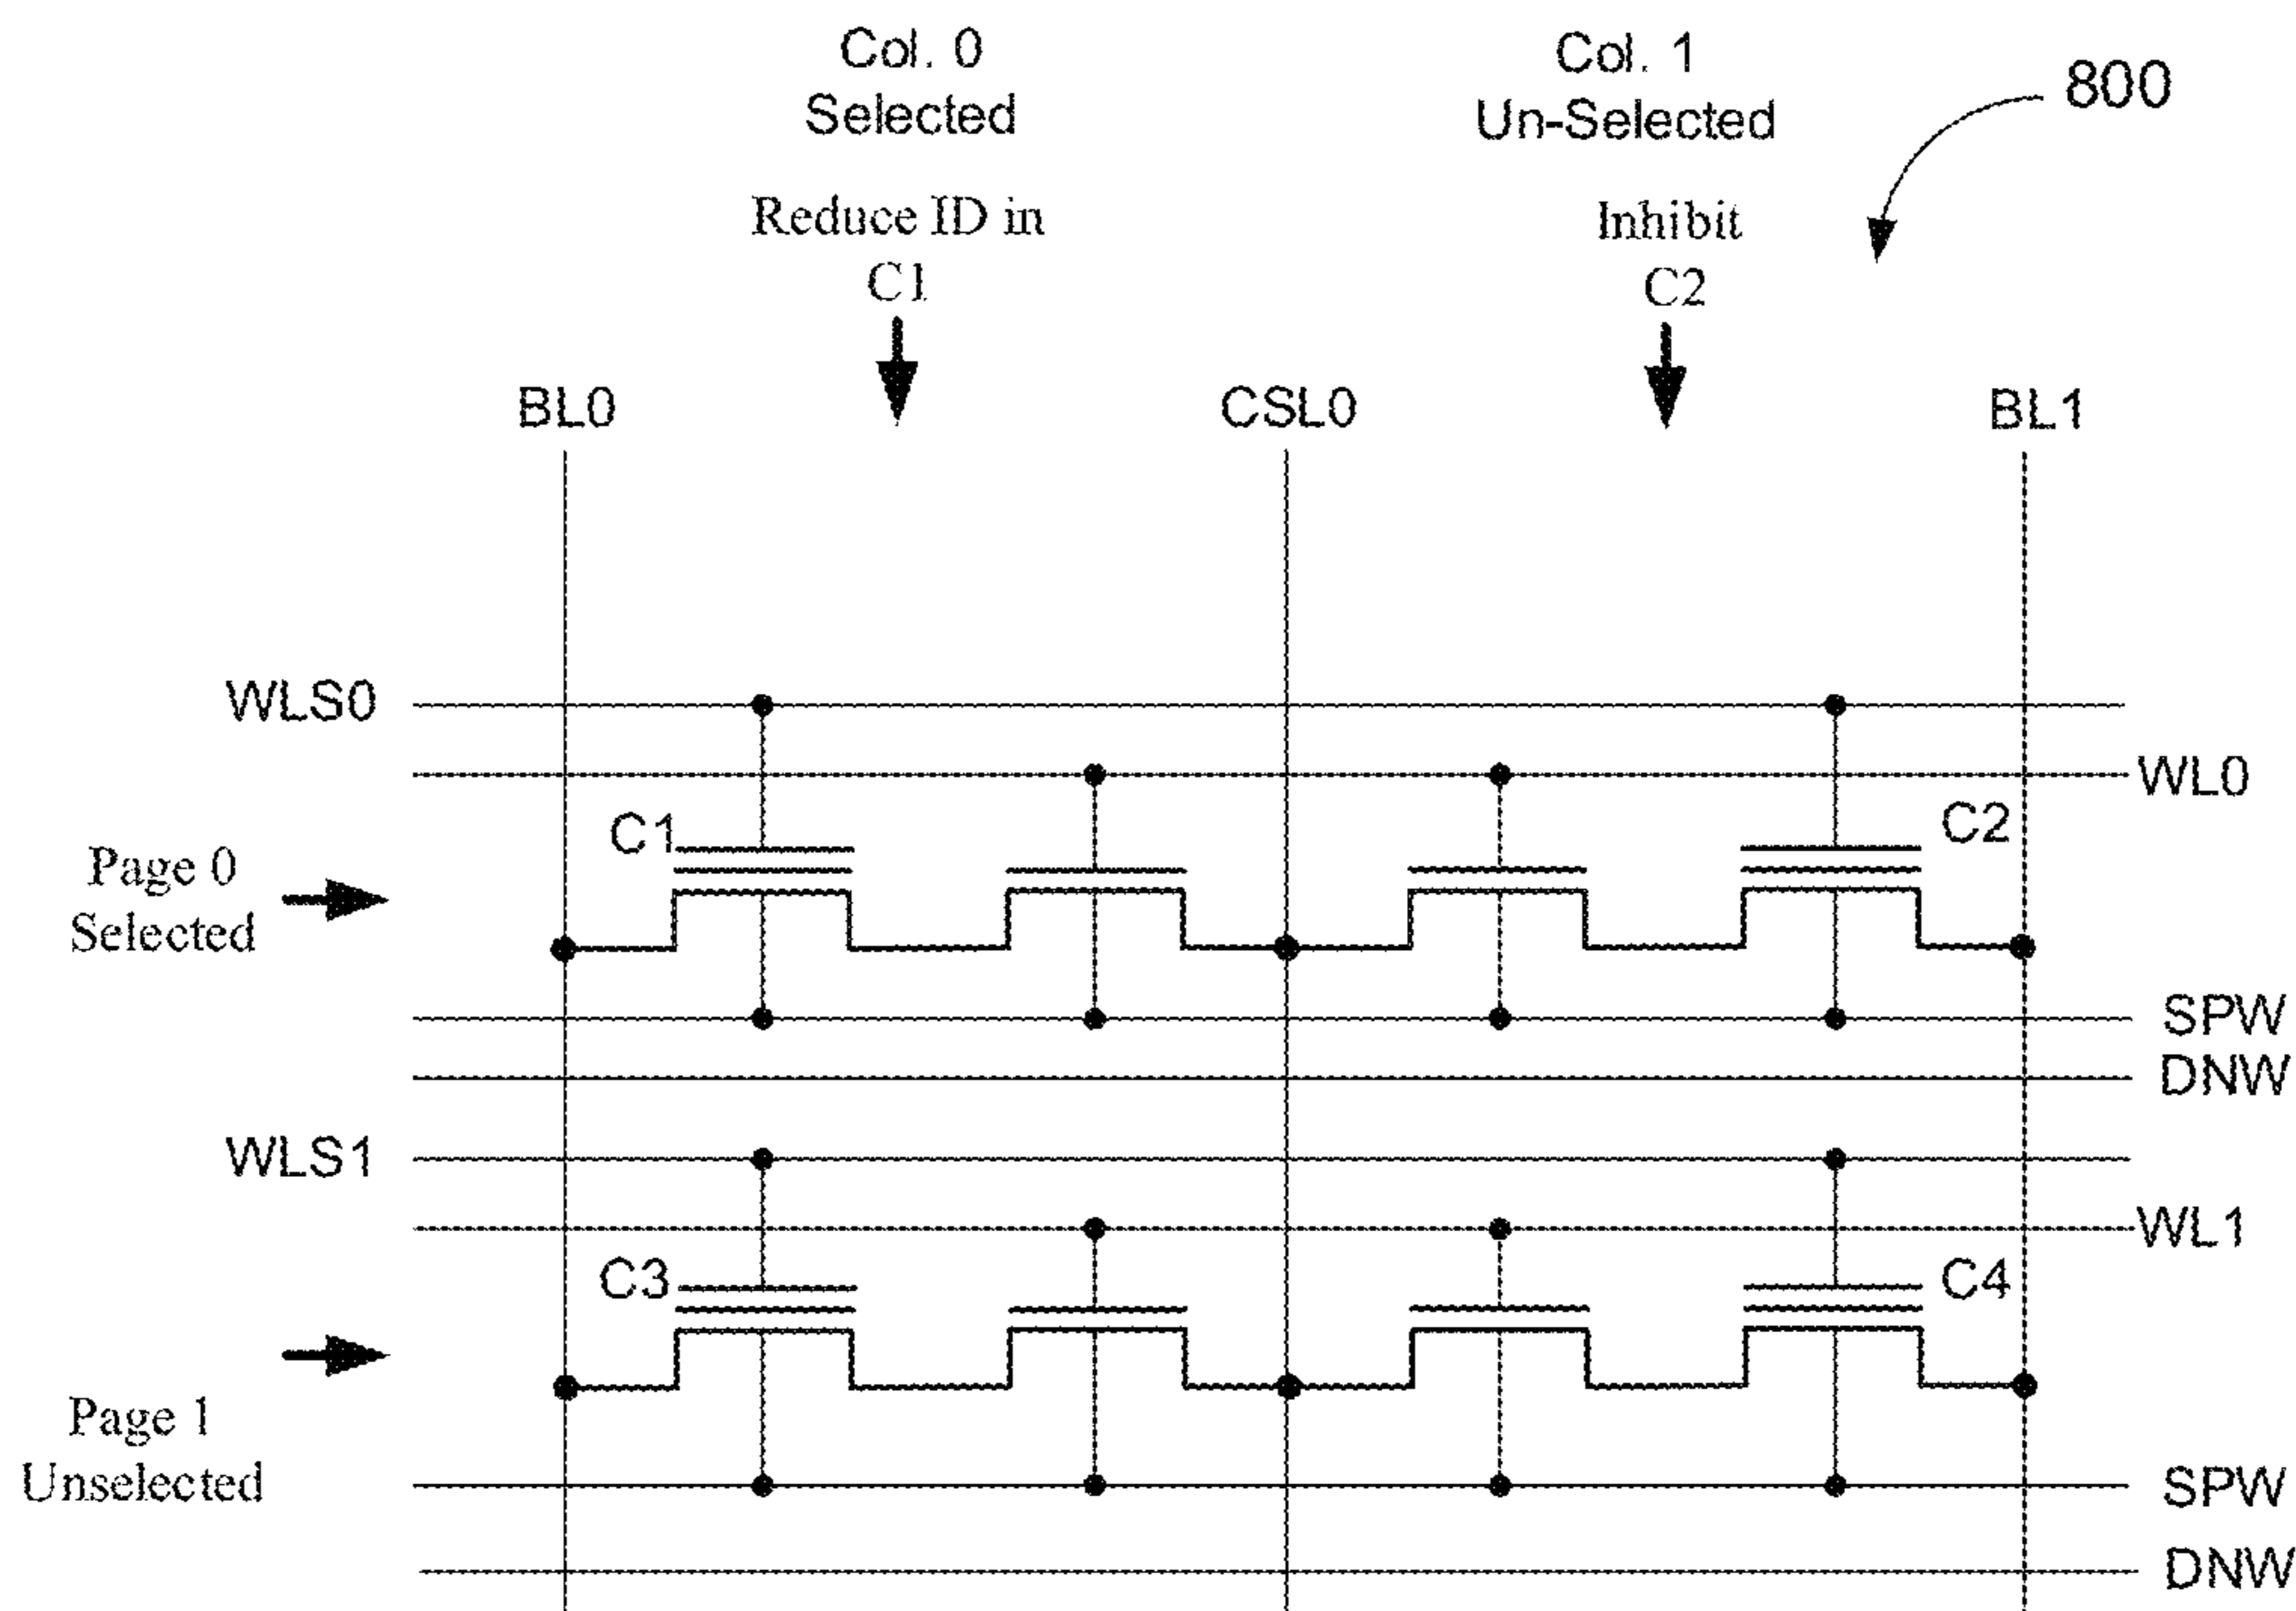 Col. 0
Selected
Col. 1
Un-Selected
800
Reduce ID in
C1
Inhibit
C2
BL0
CSL0
BL1
WLS0
WL0
C1
C2
Page 0
Selected
SPW
DNW
WLS1
WL1
C3
C4
Page 1
Unselected
SPW
DNW